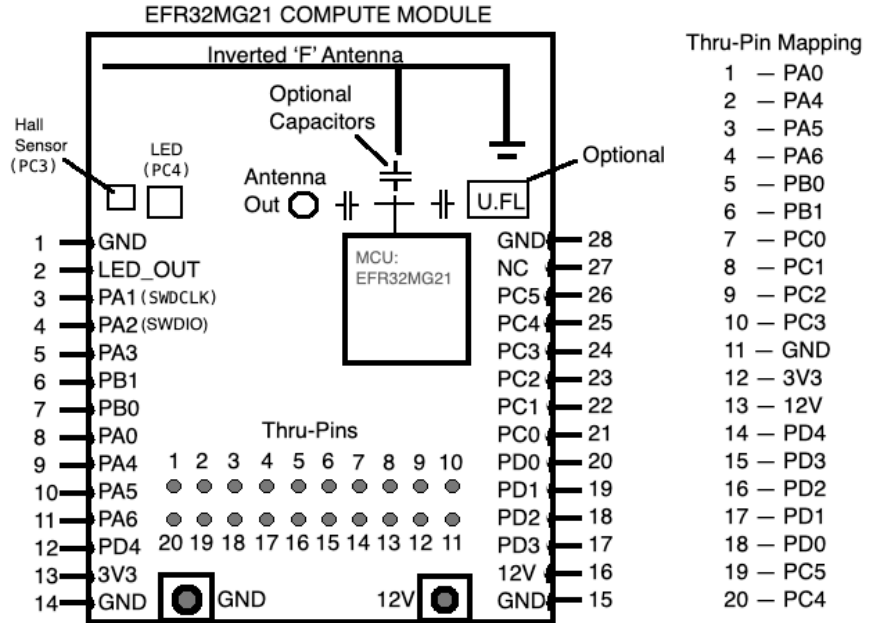 EFR32MG21 COMPUTE MODULE
Inverted ‘F’ Antenna
Optional
Capacitors
Hall
Sensor
(PC3)
LED
(PC4)
Antenna
Out
U.FL
Optional
MCU:
EFR32MG21
1 GND
2 LED_OUT
3 PA1 (SWDCLK)
4 PA2 (SWDIO)
5 PA3
6 PB1
7 PB0
8 PA0
9 PA4
10 PA5
11 PA6
12 PD4
13 3V3
14 GND
GND 28
NC 27
PC5 26
PC4 25
PC3 24
PC2 23
PC1 22
PC0 21
PD0 20
PD1 19
PD2 18
PD3 17
12V 16
GND 15
Thru-Pins
1 2 3 4 5 6 7 8 9 10
20 19 18 17 16 15 14 13 12 11
GND
12V
Thru-Pin Mapping
1 – PA0
2 – PA4
3 – PA5
4 – PA6
5 – PB0
6 – PB1
7 – PC0
8 – PC1
9 – PC2
10 – PC3
11 – GND
12 – 3V3
13 – 12V
14 – PD4
15 – PD3
16 – PD2
17 – PD1
18 – PD0
19 – PC5
20 – PC4